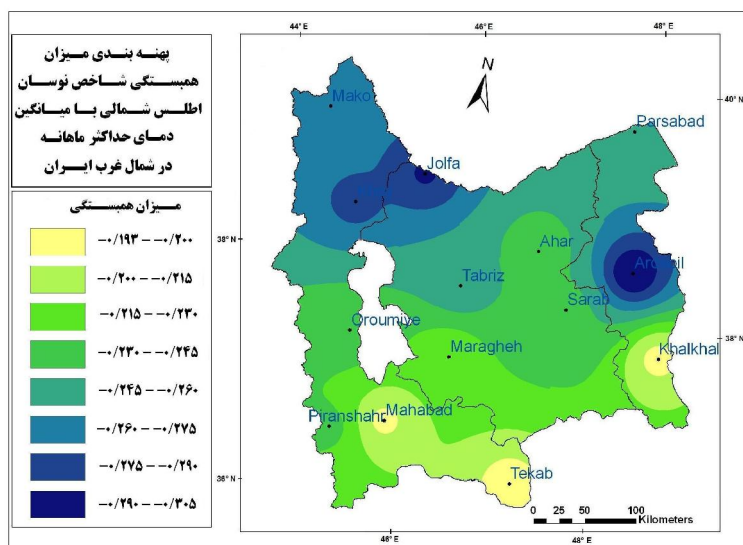 پهنه بندی میزان
همبستگی شاخص نوسان
اطلس شمالی با میانگین
دمای حداکثر ماهانه
در شمال غرب ایران
میزان همبستگی
-۰/۱۹۳ – -۰/۲۰۰
-۰/۲۰۰ – -۰/۲۱۵
-۰/۲۱۵ – -۰/۲۳۰
-۰/۲۳۰ – -۰/۲۴۵
-۰/۲۴۵ – -۰/۲۶۰
-۰/۲۶۰ – -۰/۲۷۵
-۰/۲۷۵ – -۰/۲۹۰
-۰/۲۹۰ – -۰/۳۰۵
44° E
46° E
48° E
N
40° N
Mako
Parsabad
Jolfa
38° N
Ahar
Ardebil
Tabriz
Sarab
Oroumiye
38° N
Maragheh
Khalkhal
Piranshahr
Mahabad
36° N
Tekab
0 25 50 100
Kilometers
46° E
48° E